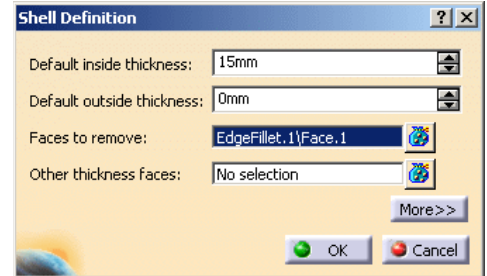 Shell Definition
Default inside thickness: 15mm
Default outside thickness: 0mm
Faces to remove: EdgeFillet.1\Face.1
Other thickness faces: No selection
More>>
OK Cancel